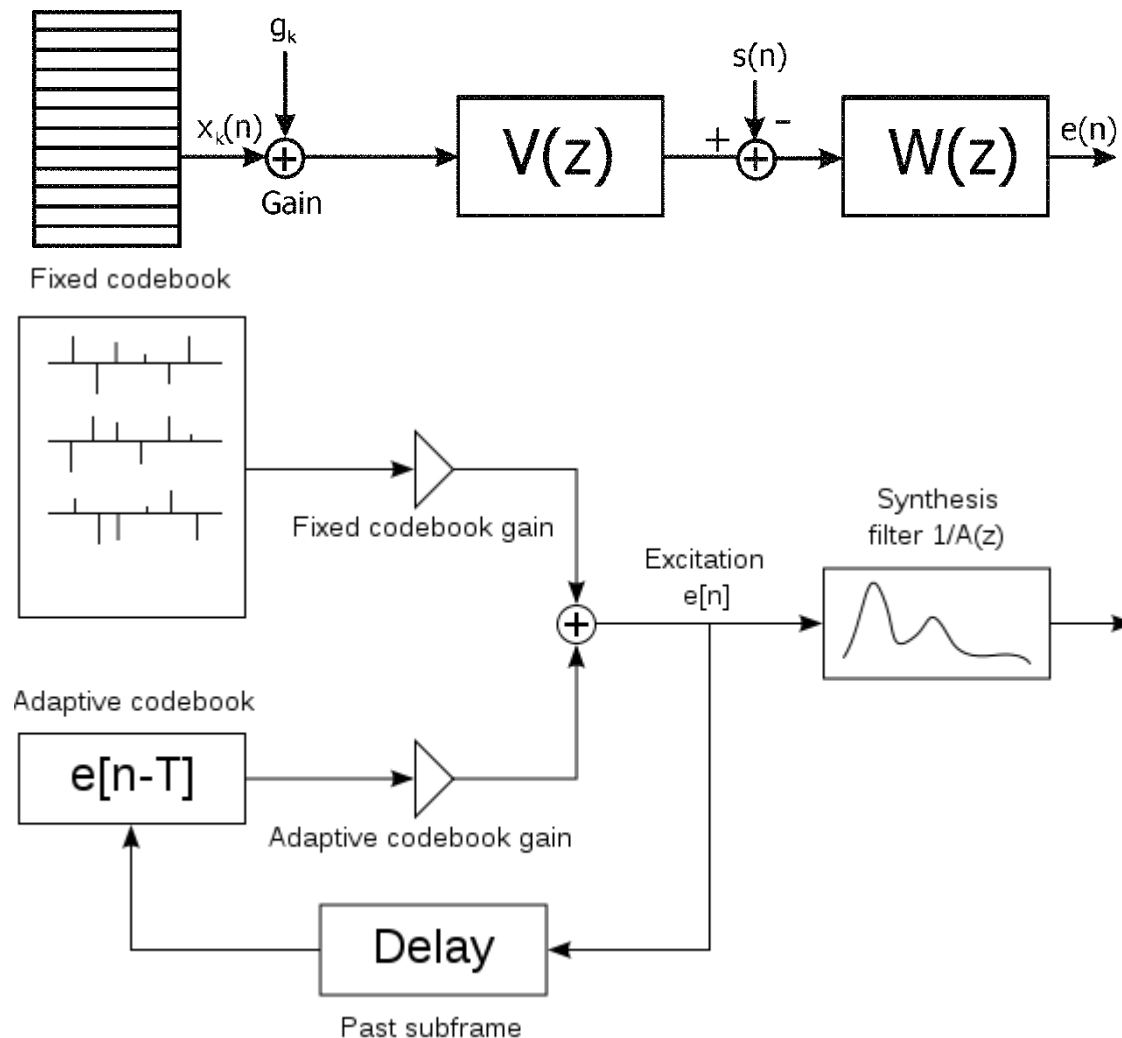 g_k
s(n)
x_k(n)
+
-
V(z)
W(z)
e(n)
+
+
Gain
Fixed codebook
Fixed codebook gain
Synthesis
filter 1/A(z)
Excitation
e[n]
+
Adaptive codebook
e[n-T]
Adaptive codebook gain
Delay
Past subframe